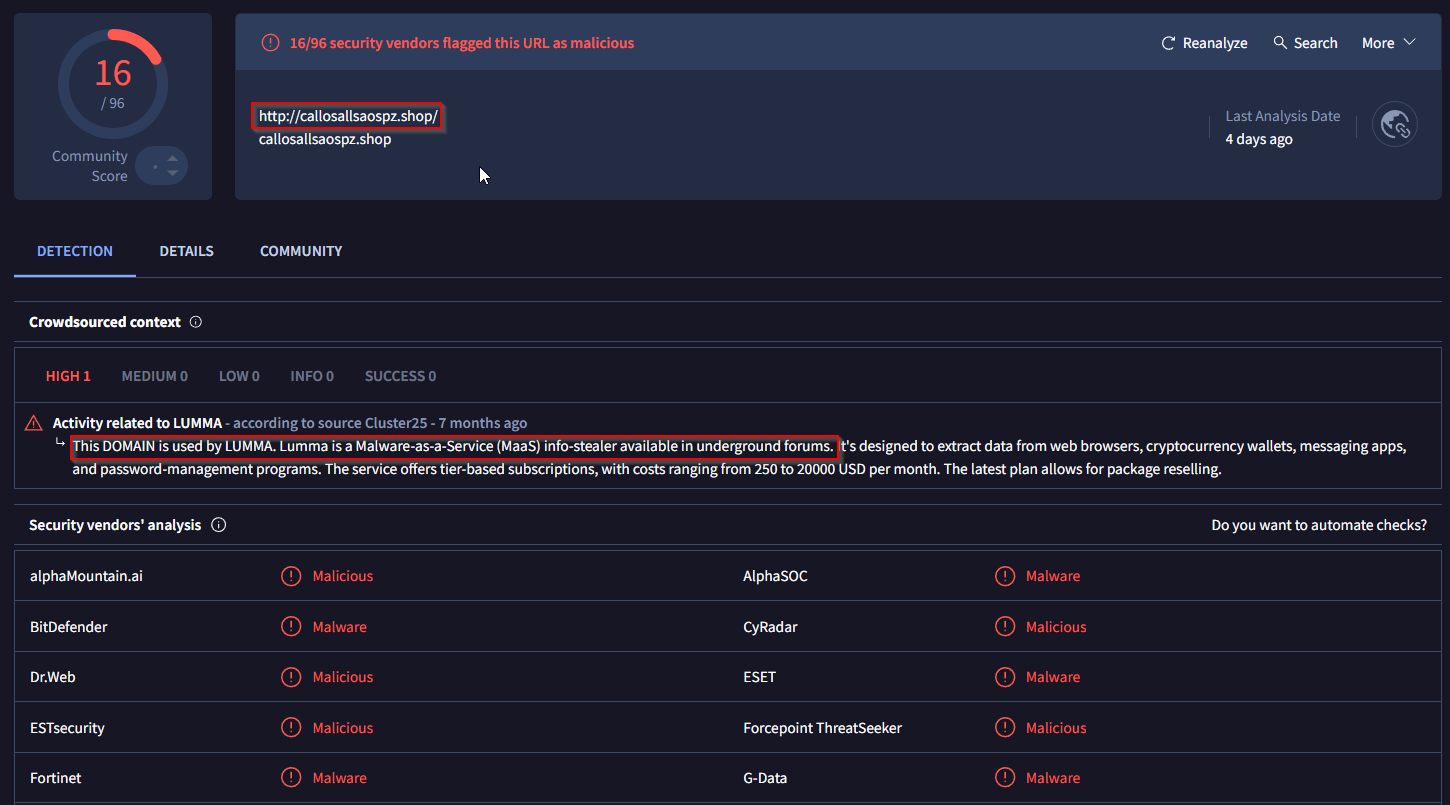 16
/ 96
Community
Score
16/96 security vendors flagged this URL as malicious
Reanalyze
Search
More
http://callosallsaospz.shop/
callosallsaospz.shop
Last Analysis Date
4 days ago
DETECTION
DETAILS
COMMUNITY
Crowdsourced context
HIGH 1
MEDIUM 0
LOW 0
INFO 0
SUCCESS 0
Activity related to LUMMA - according to source Cluster25 - 7 months ago
This DOMAIN is used by LUMMA. Lumma is a Malware-as-a-Service (MaaS) info-stealer available in underground forums. It's designed to extract data from web browsers, cryptocurrency wallets, messaging apps,
and password-management programs. The service offers tier-based subscriptions, with costs ranging from 250 to 20000 USD per month. The latest plan allows for package reselling.
Security vendors' analysis
Do you want to automate checks?
alphaMountain.ai
Malicious
AlphaSOC
Malware
BitDefender
Malware
CyRadar
Malicious
Dr.Web
Malicious
ESET
Malware
ESTsecurity
Malicious
Forcepoint ThreatSeeker
Malicious
Fortinet
Malware
G-Data
Malware